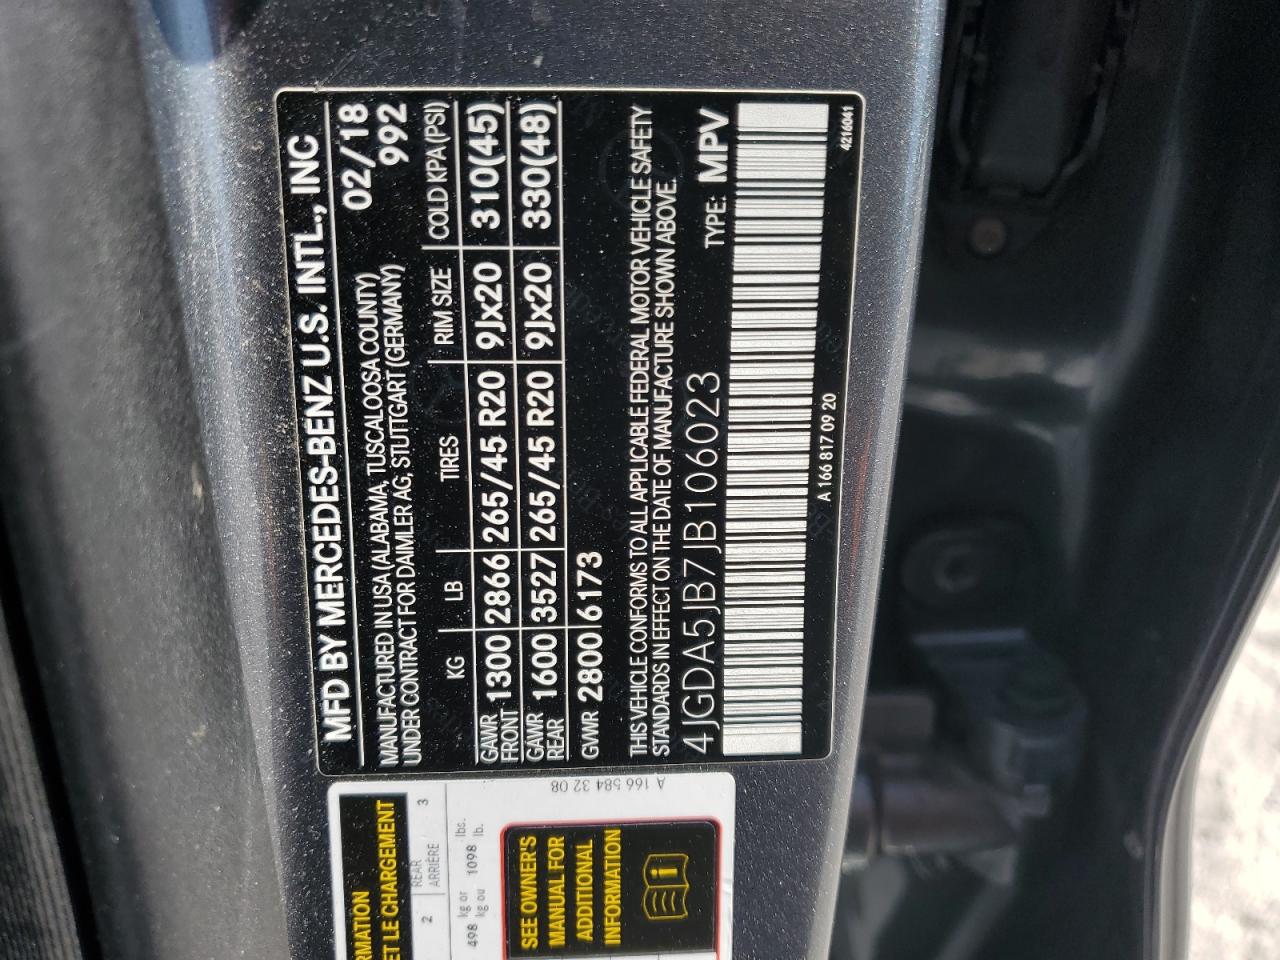 MFD BY MERCEDES-BENZ U.S. INTL., INC
MANUFACTURED IN USA (ALABAMA, TUSCALOOSA COUNTY) 02/18
UNDER CONTRACT FOR DAIMLER AG, STUTTGART (GERMANY) 992
KG LB TIRES RIM SIZE COLD KPA (PSI)
GAWR FRONT 1300 2866 265/45 R20 9Jx20 310(45)
GAWR REAR 1600 3527 265/45 R20 9Jx20 330(48)
GVWR 2800 6173
THIS VEHICLE CONFORMS TO ALL APPLICABLE FEDERAL MOTOR VEHICLE SAFETY
STANDARDS IN EFFECT ON THE DATE OF MANUFACTURE SHOWN ABOVE.
4JGDA5JB7JB106023 TYPE: MPV
A 166 817 09 20 4216041
ET LE CHARGEMENT
2 REAR 3
ARRIÈRE
498 kg or 1098 lbs.
kg ou lb.
SEE OWNER'S
MANUAL FOR
ADDITIONAL
INFORMATION
A 166 584 32 08